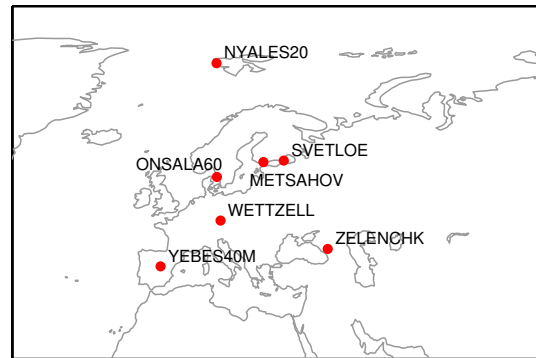 NYALES20
SVETLOE
ONSALA60
METSAHOV
WETTZELL
ZELENCHK
YEBES40M